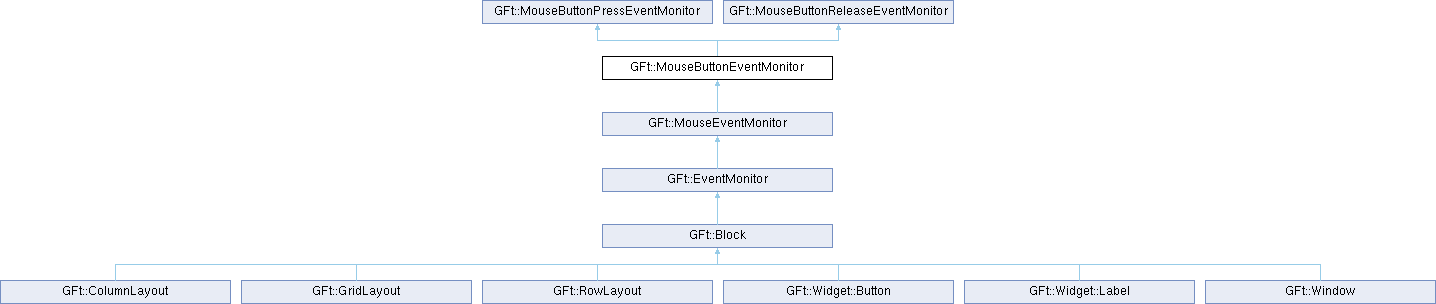 GFt::MouseButtonPressEventMonitor
GFt::MouseButtonReleaseEventMonitor
GFt::MouseButtonEventMonitor
GFt::MouseEventMonitor
GFt::EventMonitor
GFt::Block
GFt::ColumnLayout
GFt::GridLayout
GFt::RowLayout
GFt::Widget::Button
GFt::Widget::Label
GFt::Window